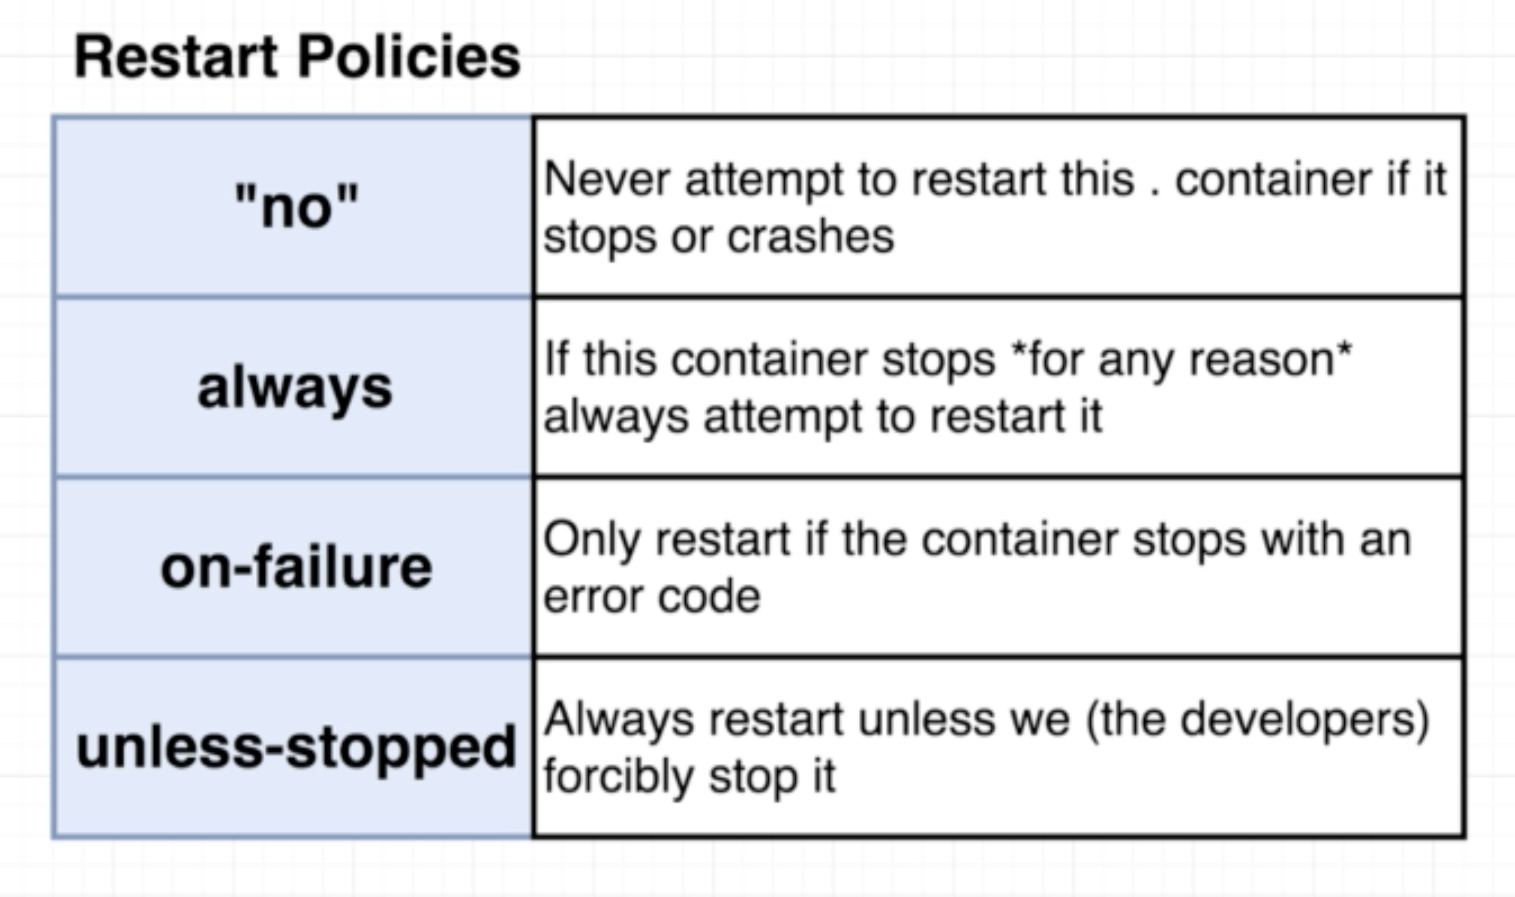 Restart Policies
"no"
Never attempt to restart this . container if it
stops or crashes
always
If this container stops *for any reason*
always attempt to restart it
on-failure
Only restart if the container stops with an
error code
unless-stopped
Always restart unless we (the developers)
forcibly stop it